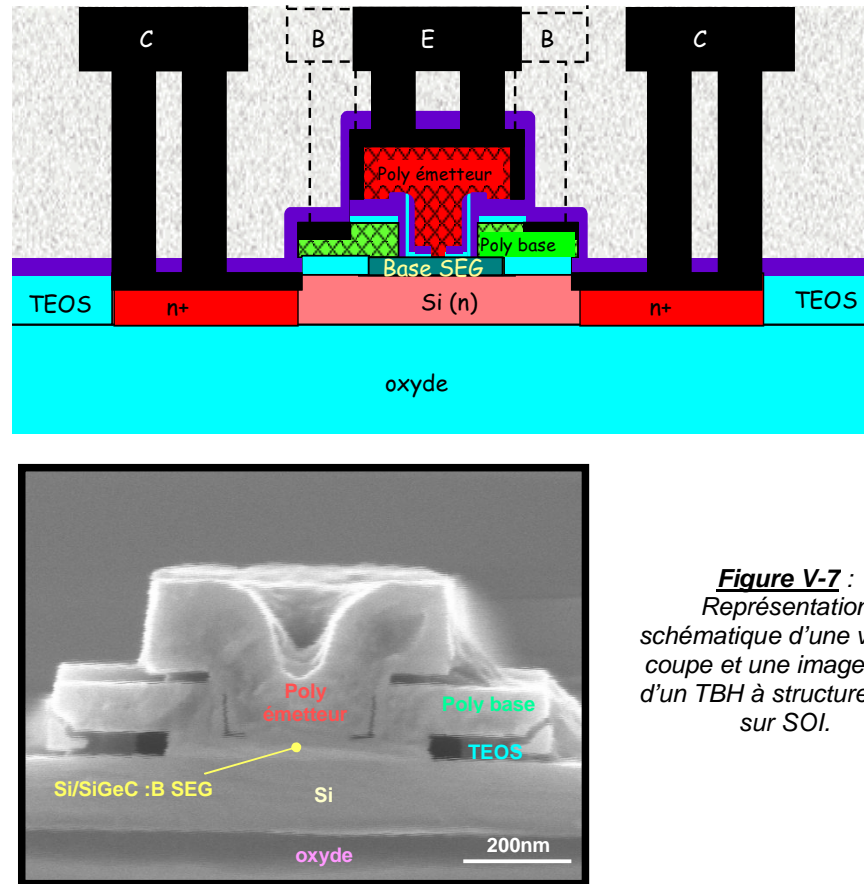 C
B
E
B
C
Poly émetteur
Poly base
Base SEG
TEOS
n+
Si (n)
n+
TEOS
oxyde
Poly
émetteur
Poly base
TEOS
Si/SiGeC :B SEG
Si
200nm
oxyde
Figure V-7 :
Représentation
schématique d'une
coupe et une image
d'un TBH à structure
sur SOI.